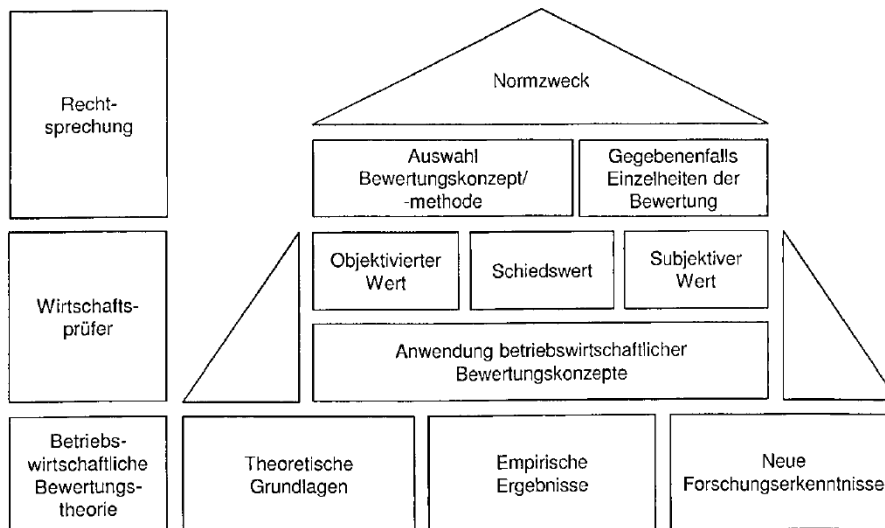 Recht-
sprechung
Normzweck
Auswahl
Bewertungskonzept/
-methode
Gegebenenfalls
Einzelheiten der
Bewertung
Wirtschafts-
prüfer
Objektivierter
Wert
Schiedswert
Subjektiver
Wert
Anwendung betriebswirtschaftlicher
Bewertungskonzepte
Betriebs-
wirtschaftliche
Bewertungs-
theorie
Theoretische
Grundlagen
Empirische
Ergebnisse
Neue
Forschungserkenntnisse